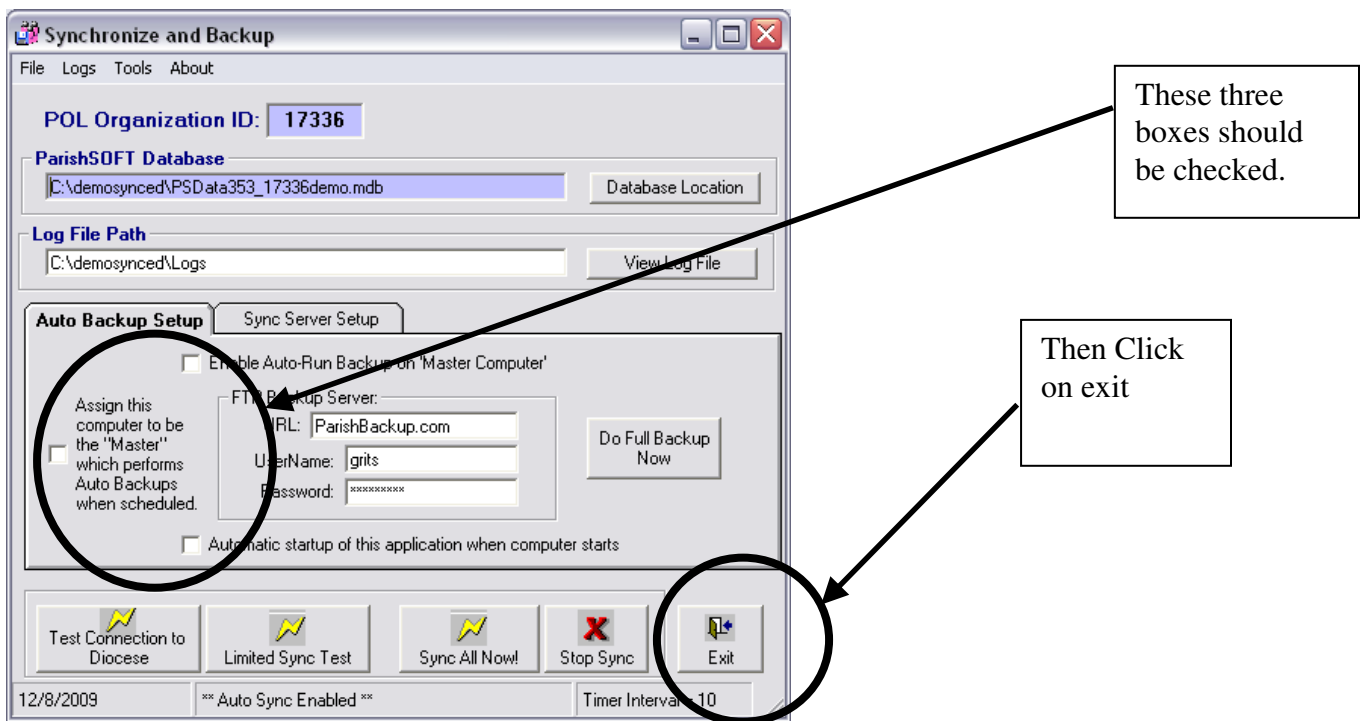 Synchronize and Backup
File Logs Tools About
POL Organization ID: 17336
ParishSOFT Database
C:\demosynced\PSData353_17336demo.mdb
Database Location
Log File Path
C:\demosynced\Logs
View Log File
Auto Backup Setup
Sync Server Setup
Enable Auto-Run Backup on 'Master Computer'
Assign this
computer to be
the "Master"
which performs
Auto Backups
when scheduled.
FTP Backup Server:
URL: ParishBackup.com
UserName: grits
Password: ×××××××××
Do Full Backup
Now
Automatic startup of this application when computer starts
Test Connection to
Diocese
Limited Sync Test
Sync All Now!
Stop Sync
Exit
12/8/2009
** Auto Sync Enabled **
Timer Interval - 10
These three
boxes should
be checked.
Then Click
on exit